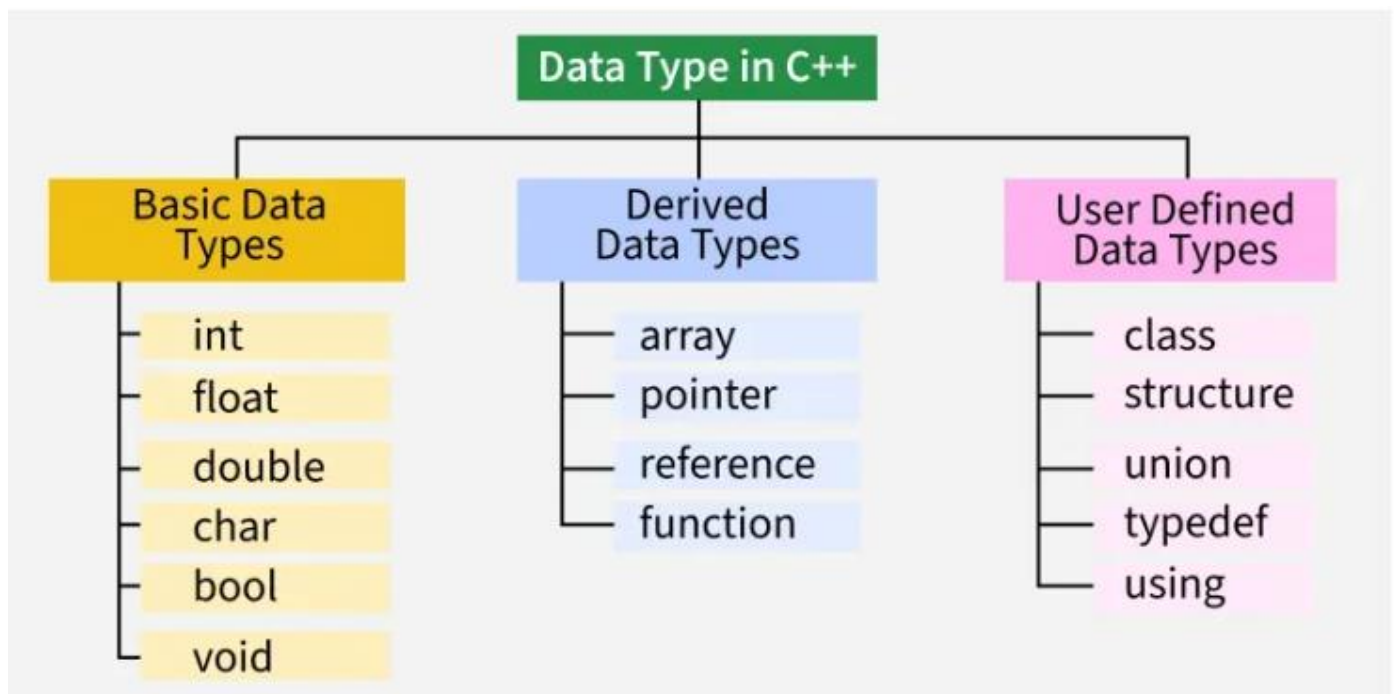 Data Type in C++
Basic Data
Types
int
float
double
char
bool
void
Derived
Data Types
array
pointer
reference
function
User Defined
Data Types
class
structure
union
typedef
using